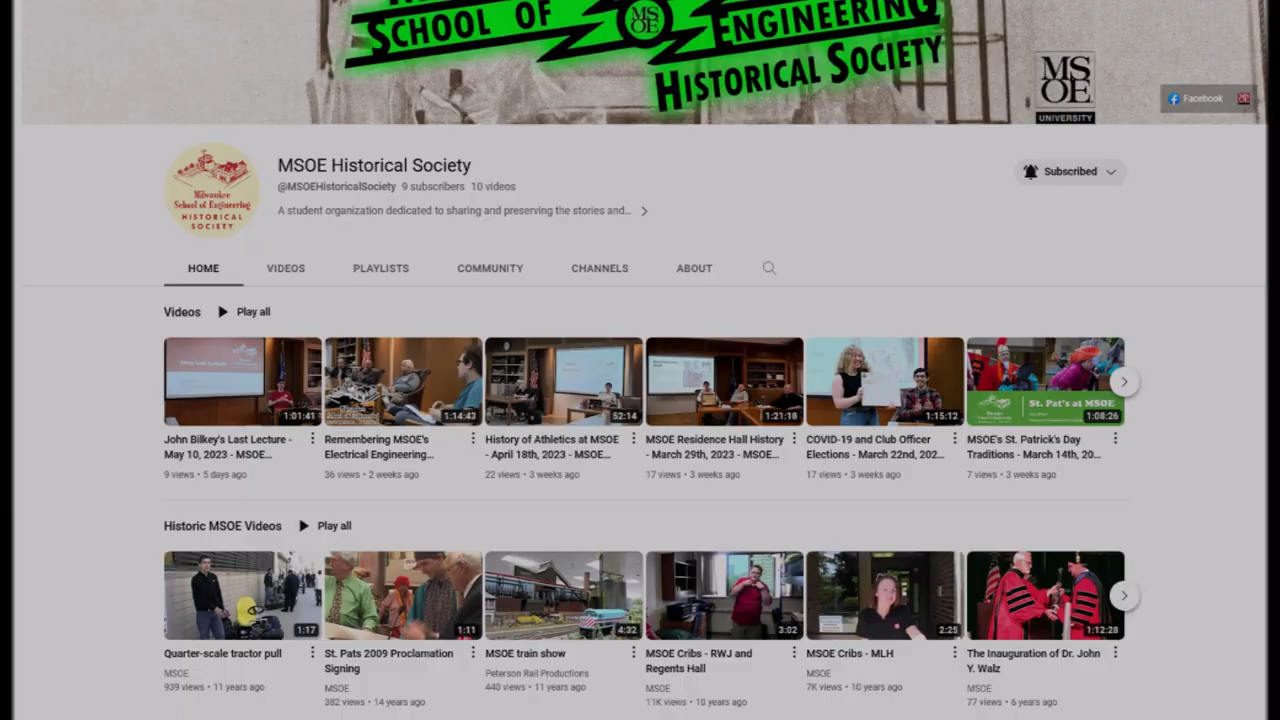 SCHOOL OF MSOE ENGINEERING
HISTORICAL SOCIETY
MS
OE
UNIVERSITY
Facebook
Milwaukee
School of Engineering
HISTORICAL
SOCIETY
MSOE Historical Society
@MSOEHistoricalSociety 9 subscribers 10 videos
A student organization dedicated to sharing and preserving the stories and...
Subscribed
HOME VIDEOS PLAYLISTS COMMUNITY CHANNELS ABOUT
Videos Play all
St. Pat's at MSOE
1:01:41 1:14:43 52:14 1:21:18 1:15:12 1:08:26
John Bilkey's Last Lecture -
May 10, 2023 - MSOE...
9 views • 5 days ago
Remembering MSOE's
Electrical Engineering...
36 views • 2 weeks ago
History of Athletics at MSOE
- April 18th, 2023 - MSOE...
22 views • 3 weeks ago
MSOE Residence Hall History
- March 29th, 2023 - MSOE...
17 views • 3 weeks ago
COVID-19 and Club Officer
Elections - March 22nd, 202...
17 views • 3 weeks ago
MSOE's St. Patrick's Day
Traditions - March 14th, 20...
7 views • 3 weeks ago
Historic MSOE Videos Play all
1:17 1:11 4:32 3:02 2:25 1:12:28
Quarter-scale tractor pull
MSOE
939 views • 11 years ago
St. Pats 2009 Proclamation
Signing
MSOE
382 views • 14 years ago
MSOE train show
Peterson Rail Productions
440 views • 11 years ago
MSOE Cribs - RWJ and
Regents Hall
MSOE
11K views • 10 years ago
MSOE Cribs - MLH
MSOE
7K views • 10 years ago
The Inauguration of Dr. John
Y. Walz
MSOE
77 views • 6 years ago